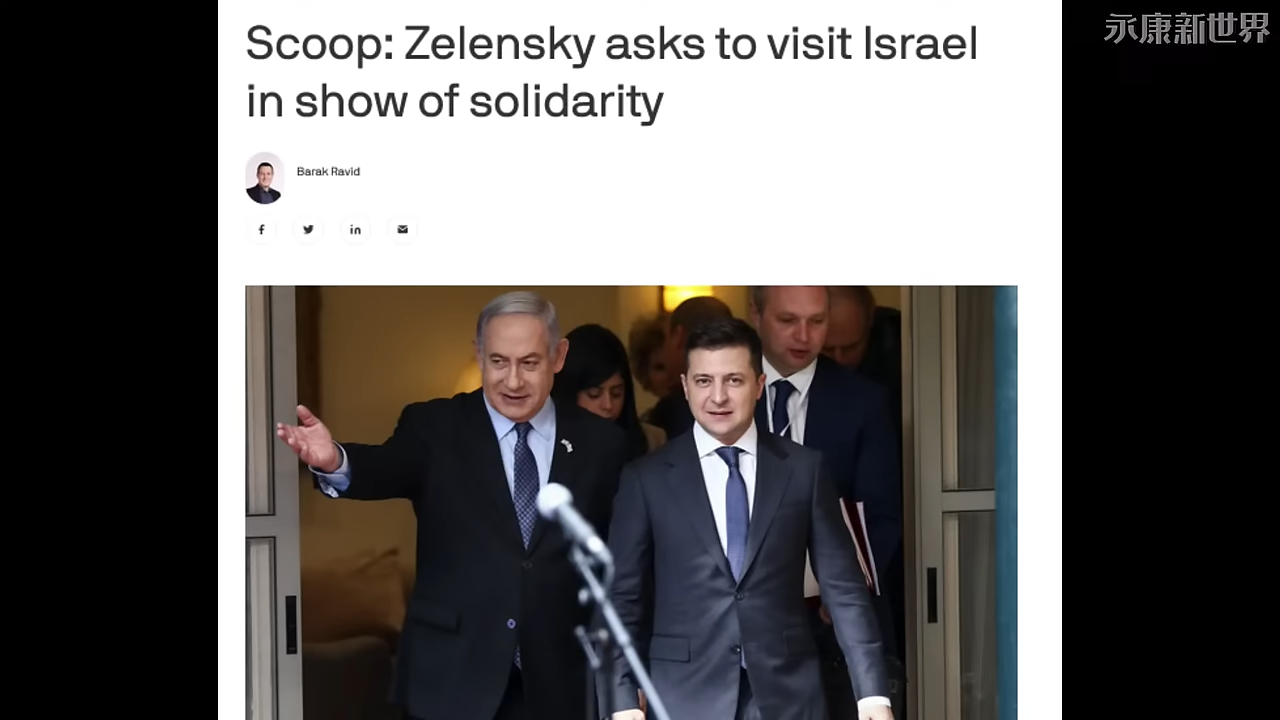 永康新世界
Scoop: Zelensky asks to visit Israel
in show of solidarity
Barak Ravid